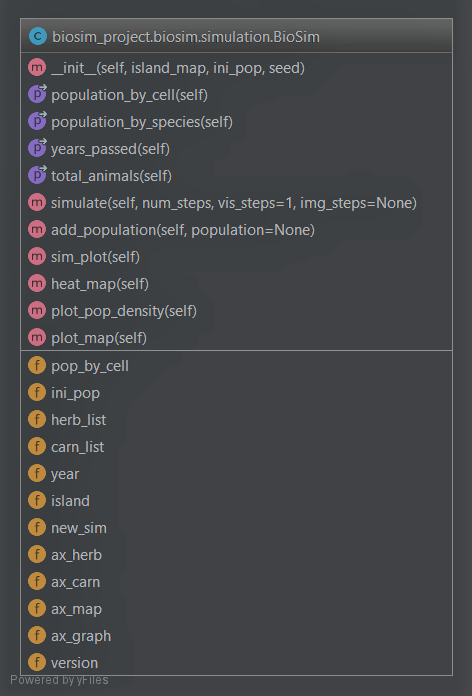 C biosim_project.biosim.simulation.BioSim
m __init__(self, island_map, ini_pop, seed)
p population_by_cell(self)
p population_by_species(self)
p years_passed(self)
p total_animals(self)
m simulate(self, num_steps, vis_steps=1, img_steps=None)
m add_population(self, population=None)
m sim_plot(self)
m heat_map(self)
m plot_pop_density(self)
m plot_map(self)
f pop_by_cell
f ini_pop
f herb_list
f carn_list
f year
f island
f new_sim
f ax_herb
f ax_carn
f ax_map
f ax_graph
f version
Powered by yFiles